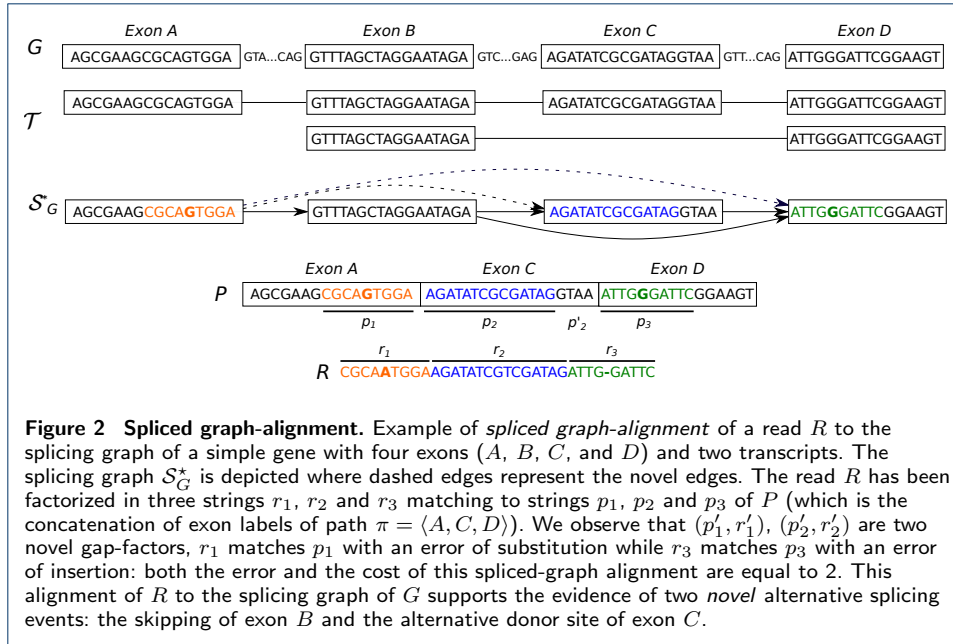 Exon A Exon B Exon C Exon D
G AGCGAAGCGCAGTGGA GTA...CAG GTTTAGCTAGGAATAGA GTC...GAG AGATATCGCGATAGGTAA GTT...CAG ATTGGGATTCGGAAGT
T AGCGAAGCGCAGTGGA GTTTAGCTAGGAATAGA AGATATCGCGATAGGTAA ATTGGGATTCGGAAGT
GTTTAGCTAGGAATAGA ATTGGGATTCGGAAGT
S*G AGCGAAGCGCAGTGGA GTTTAGCTAGGAATAGA AGATATCGCGATAGGTAA ATTGGGATTCGGAAGT
Exon A Exon C Exon D
P AGCGAAGCGCAGTGGA AGATATCGCGATAGGTAA ATTGGGATTCGGAAGT
p1 p2 p'2 p3
r1 r2 r3
R CGCAATGGAAGATATCGTCGATAGATTG-GATTC
Figure 2 Spliced graph-alignment. Example of spliced graph-alignment of a read R to the
splicing graph of a simple gene with four exons (A, B, C, and D) and two transcripts. The
splicing graph S⋆G is depicted where dashed edges represent the novel edges. The read R has been
factorized in three strings r1, r2 and r3 matching to strings p1, p2 and p3 of P (which is the
concatenation of exon labels of path π = ⟨A, C, D⟩). We observe that (p′1, r′1), (p′2, r′2) are two
novel gap-factors, r1 matches p1 with an error of substitution while r3 matches p3 with an error
of insertion: both the error and the cost of this spliced-graph alignment are equal to 2. This
alignment of R to the splicing graph of G supports the evidence of two novel alternative splicing
events: the skipping of exon B and the alternative donor site of exon C.